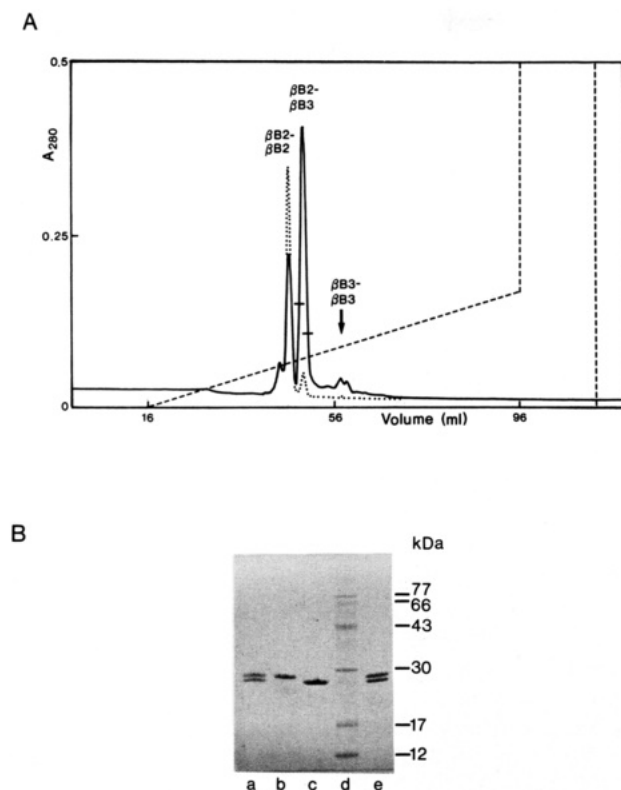 A
0.5
A280
0.25
0
βB2-
βB2
βB2-
βB3
βB3-
βB3
16
56
Volume (ml)
96
B
kDa
77
66
43
30
17
12
a b c d e